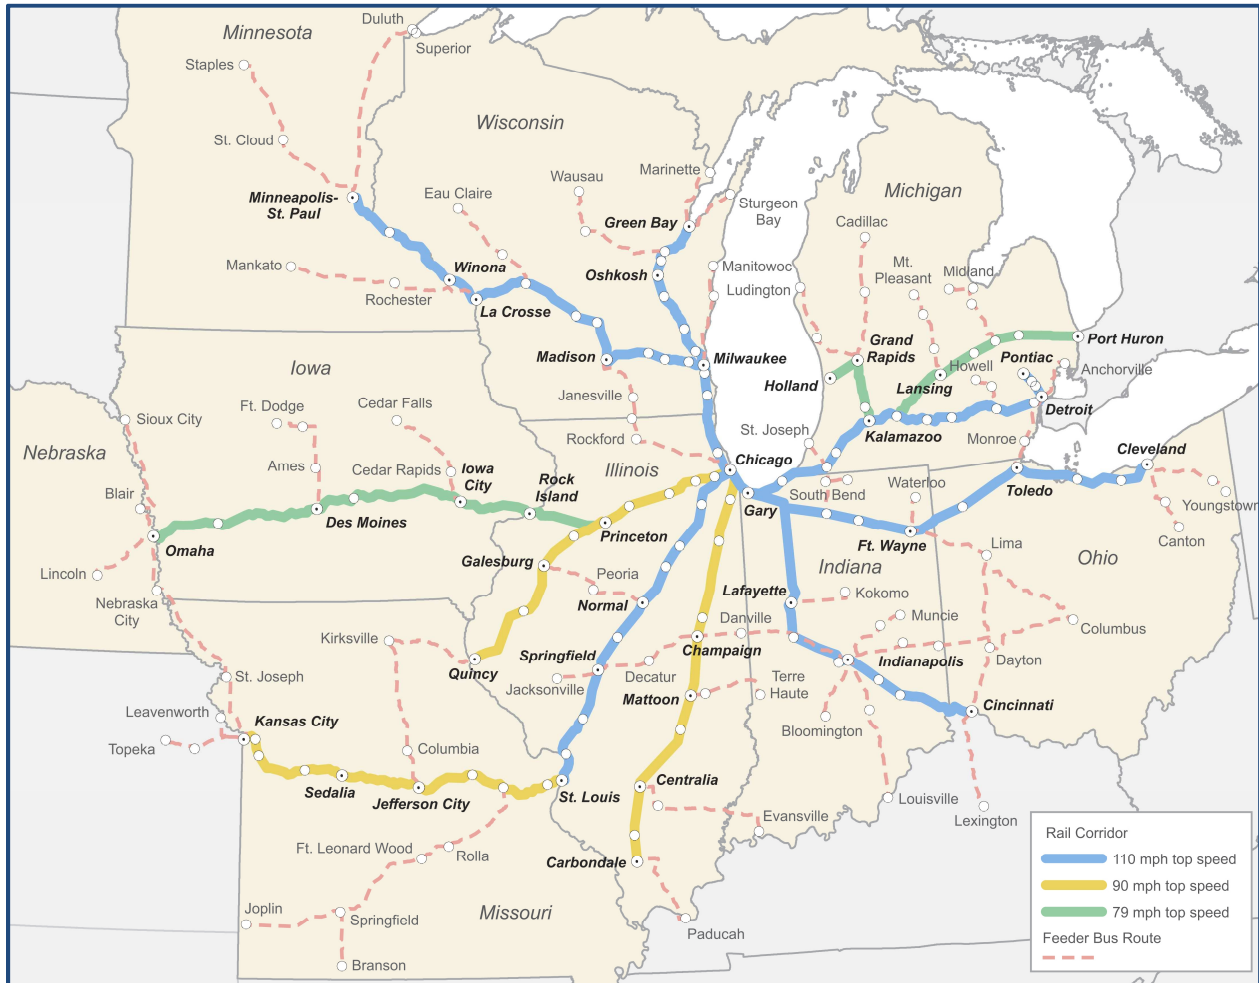 Duluth
Minnesota
Superior
Staples
Wisconsin
St. Cloud
Marinette
Wausau
Michigan
Eau Claire
Minneapolis-
St. Paul
Sturgeon
Bay
Green Bay
Cadillac
Mt.
Pleasant
Midland
Mankato
Winona
Manitowoc
Oshkosh
Ludington
Rochester
La Crosse
Grand
Rapids
Port Huron
Madison
Milwaukee
Pontiac
Iowa
Howell
Anchorville
Holland
Lansing
Janesville
Ft. Dodge
Cedar Falls
Detroit
Sioux City
St. Joseph
Kalamazoo
Rockford
Monroe
Nebraska
Cleveland
Chicago
Ames
Cedar Rapids
Iowa
City
Illinois
Rock
Island
Waterloo
Toledo
Blair
South Bend
Gary
Youngstown
Des Moines
Princeton
Omaha
Ft. Wayne
Canton
Lima
Galesburg
Ohio
Lincoln
Peoria
Indiana
Lafayette
Kokomo
Nebraska
City
Normal
Danville
Muncie
Columbus
Kirksville
Champaign
Springfield
Indianapolis
Dayton
Quincy
Decatur
St. Joseph
Jacksonville
Terre
Haute
Mattoon
Cincinnati
Leavenworth
Kansas City
Bloomington
Topeka
Columbia
Centralia
Sedalia
Jefferson City
St. Louis
Louisville
Evansville
Lexington
Rail Corridor
Ft. Leonard Wood
Rolla
Carbondale
110 mph top speed
90 mph top speed
Joplin
Springfield
Missouri
79 mph top speed
Paducah
Feeder Bus Route
Branson